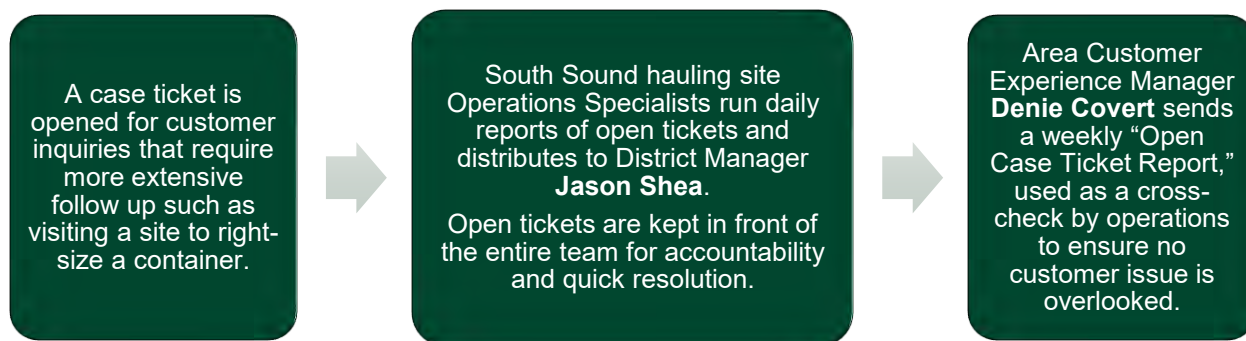 A case ticket is
opened for customer
inquiries that require
more extensive
follow up such as
visiting a site to right-
size a container.
South Sound hauling site
Operations Specialists run daily
reports of open tickets and
distributes to District Manager
Jason Shea.
Open tickets are kept in front of
the entire team for accountability
and quick resolution.
Area Customer
Experience Manager
Denie Covert sends
a weekly “Open
Case Ticket Report,”
used as a cross-
check by operations
to ensure no
customer issue is
overlooked.